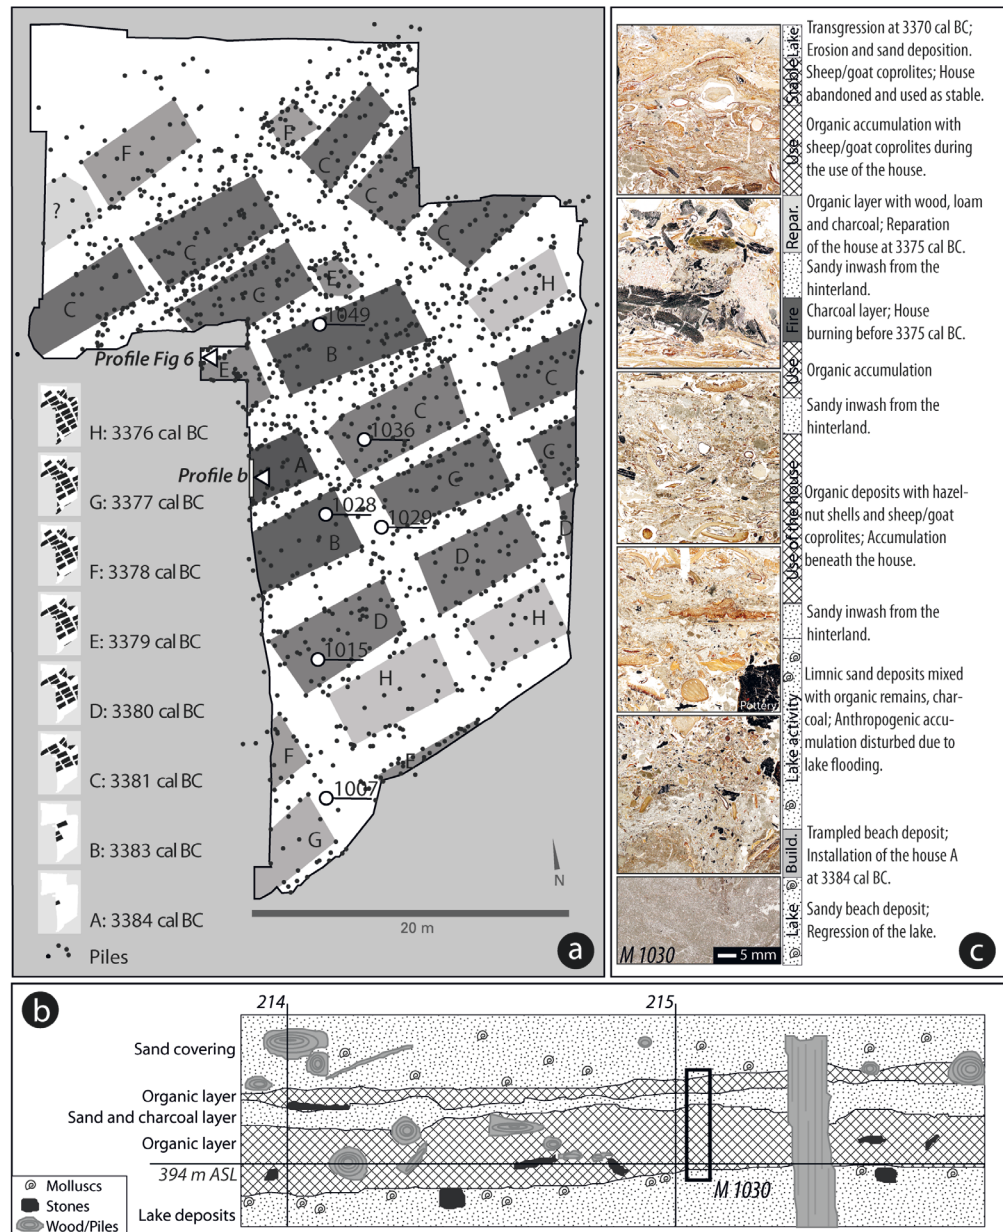 F
F
C
C
?
C
C
C
C
E
H
1049
B
Profile Fig 6
E
C
C
1036
H: 3376 cal BC
A
C
C
Profile b
1028
1029
G: 3377 cal BC
B
D
D
F: 3378 cal BC
D
H
1015
E: 3379 cal BC
H
D: 3380 cal BC
F
E
1007
C: 3381 cal BC
G
B: 3383 cal BC
N
A: 3384 cal BC
20 m
Piles
a
Stable
Lake
Transgression at 3370 cal BC;
Erosion and sand deposition.
Sheep/goat coprolites; House
abandoned and used as stable.
Use
Organic accumulation with
sheep/goat coprolites during
the use of the house.
Repar.
Organic layer with wood, loam
and charcoal; Reparation
of the house at 3375 cal BC.
Sandy inwash from the
hinterland.
Fire
Charcoal layer; House
burning before 3375 cal BC.
Use
Organic accumulation
Sandy inwash from the
hinterland.
Use of the house
Organic deposits with hazel-
nut shells and sheep/goat
coprolites; Accumulation
beneath the house.
Sandy inwash from the
hinterland.
Pottery
Lake activity
Limnic sand deposits mixed
with organic remains, char-
coal; Anthropogenic accu-
mulation disturbed due to
lake flooding.
Build.
Trampled beach deposit;
Installation of the house A
at 3384 cal BC.
Lake
Sandy beach deposit;
Regression of the lake.
M 1030
5 mm
c
b
214
215
Sand covering
Organic layer
Sand and charcoal layer
Organic layer
394 m ASL
M 1030
Lake deposits
Molluscs
Stones
Wood/Piles